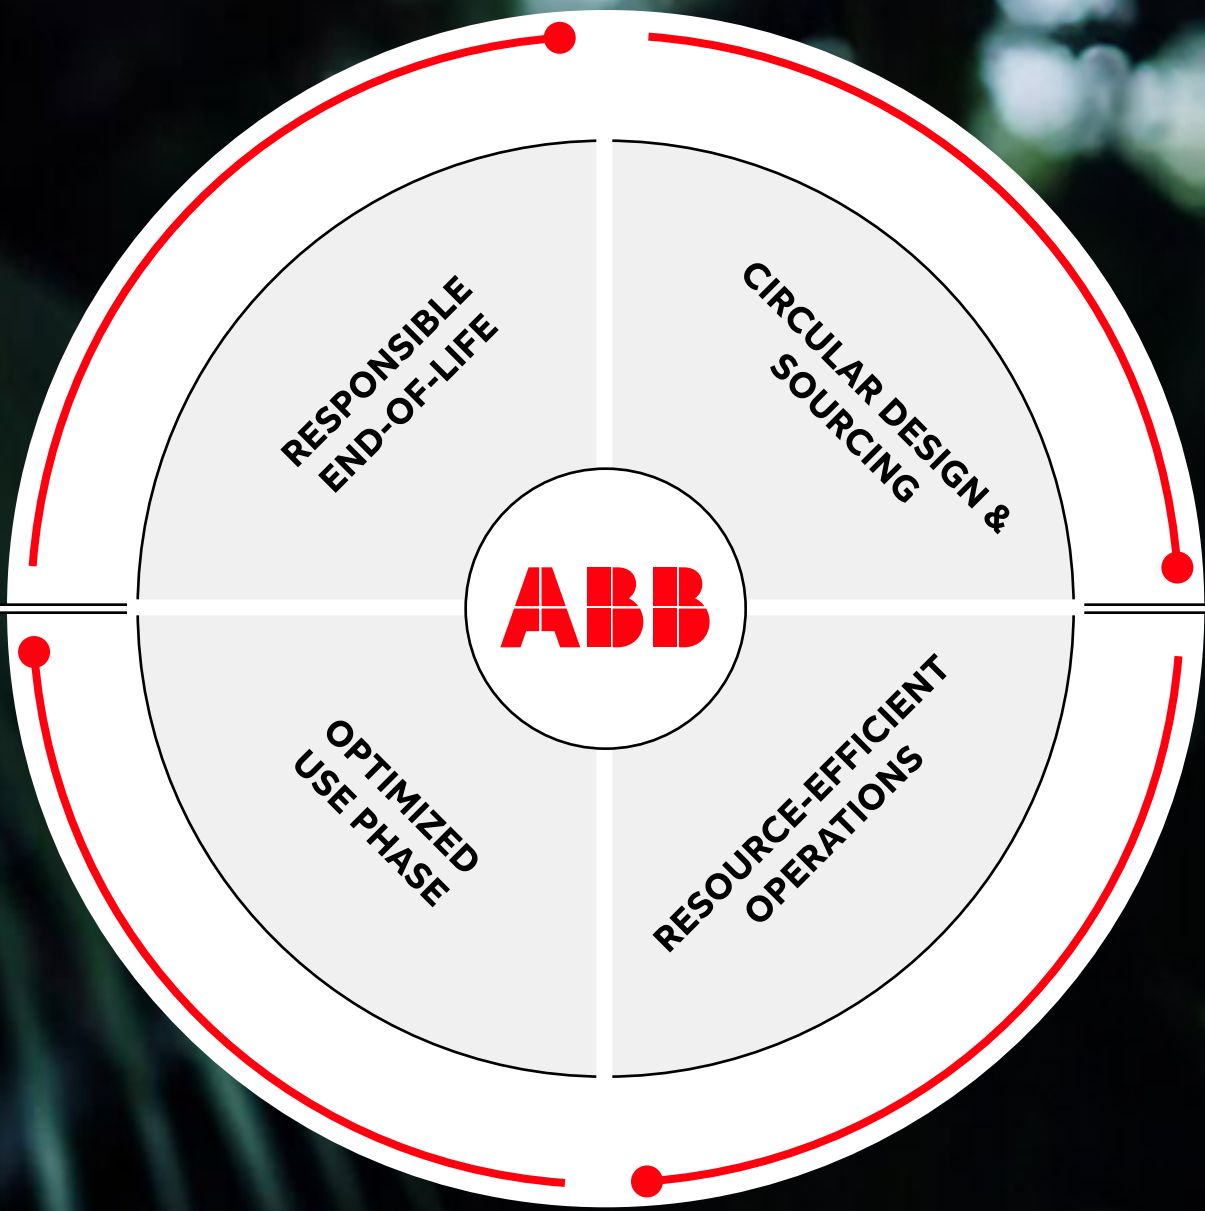 RESPONSIBLE
END-OF-LIFE
CIRCULAR DESIGN &
SOURCING
ABB
OPTIMIZED
USE PHASE
RESOURCE-EFFICIENT
OPERATIONS